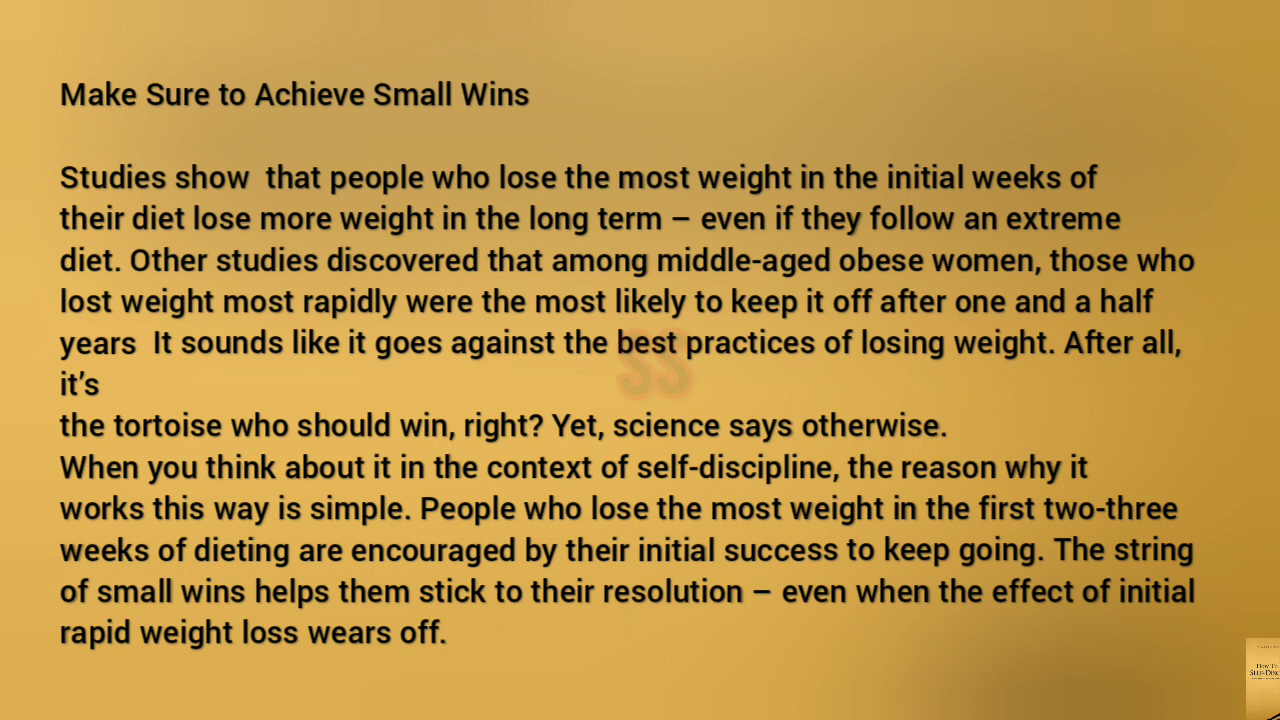 Make Sure to Achieve Small Wins
Studies show  that people who lose the most weight in the initial weeks of
their diet lose more weight in the long term – even if they follow an extreme
diet. Other studies discovered that among middle-aged obese women, those who
lost weight most rapidly were the most likely to keep it off after one and a half
years  It sounds like it goes against the best practices of losing weight. After all,
it’s
the tortoise who should win, right? Yet, science says otherwise.
When you think about it in the context of self-discipline, the reason why it
works this way is simple. People who lose the most weight in the first two-three
weeks of dieting are encouraged by their initial success to keep going. The string
of small wins helps them stick to their resolution – even when the effect of initial
rapid weight loss wears off.
SS
How To